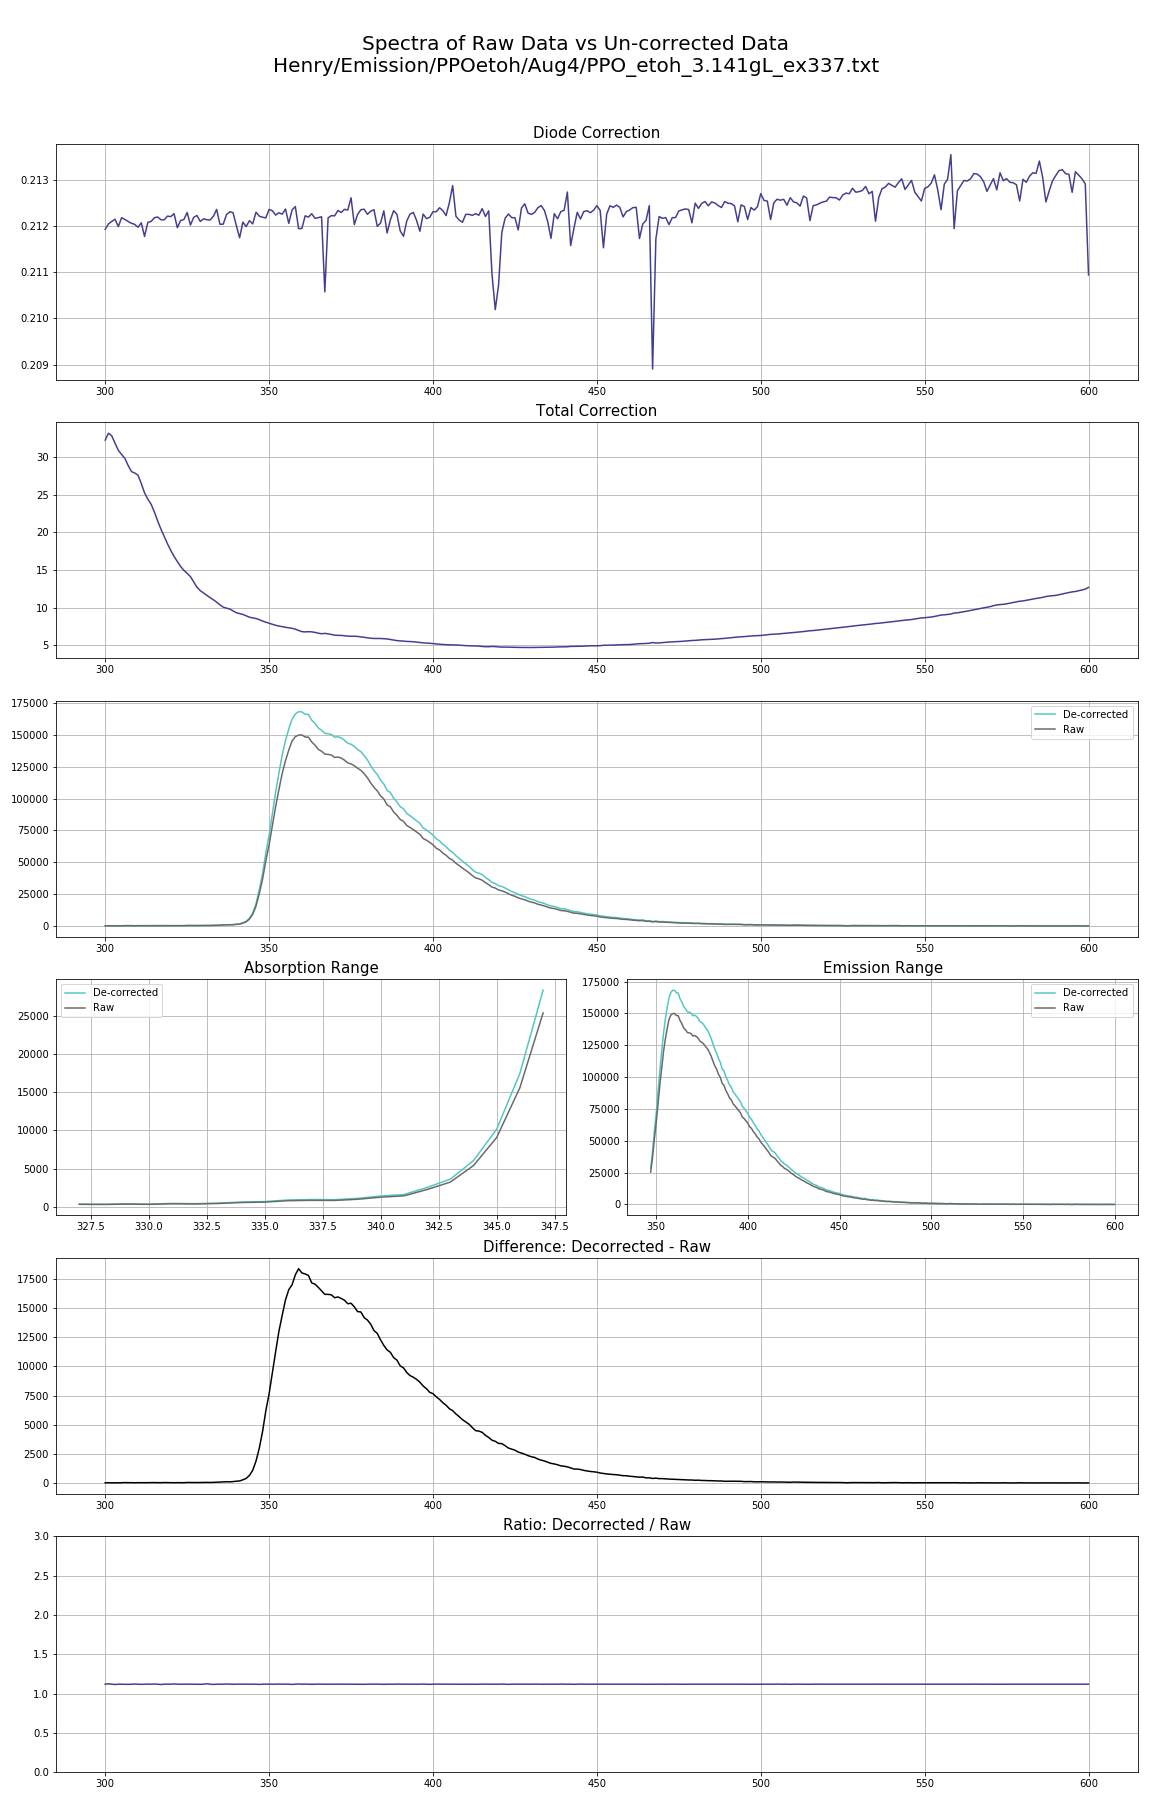 Spectra of Raw Data vs Un-corrected Data
Henry/Emission/PPOetoh/Aug4/PPO_etoh_3.141gL_ex337.txt
Diode Correction
0.213
0.212
0.211
0.210
0.209
300 350 400 450 500 550 600
Total Correction
30
25
20
15
10
5
300 350 400 450 500 550 600
175000
150000
125000
100000
75000
50000
25000
0
De-corrected
Raw
300 350 400 450 500 550 600
Absorption Range
25000
20000
15000
10000
5000
0
De-corrected
Raw
327.5 330.0 332.5 335.0 337.5 340.0 342.5 345.0 347.5
Emission Range
175000
150000
125000
100000
75000
50000
25000
0
De-corrected
Raw
350 400 450 500 550 600
Difference: Decorrected - Raw
17500
15000
12500
10000
7500
5000
2500
0
300 350 400 450 500 550 600
Ratio: Decorrected / Raw
3.0
2.5
2.0
1.5
1.0
0.5
0.0
300 350 400 450 500 550 600